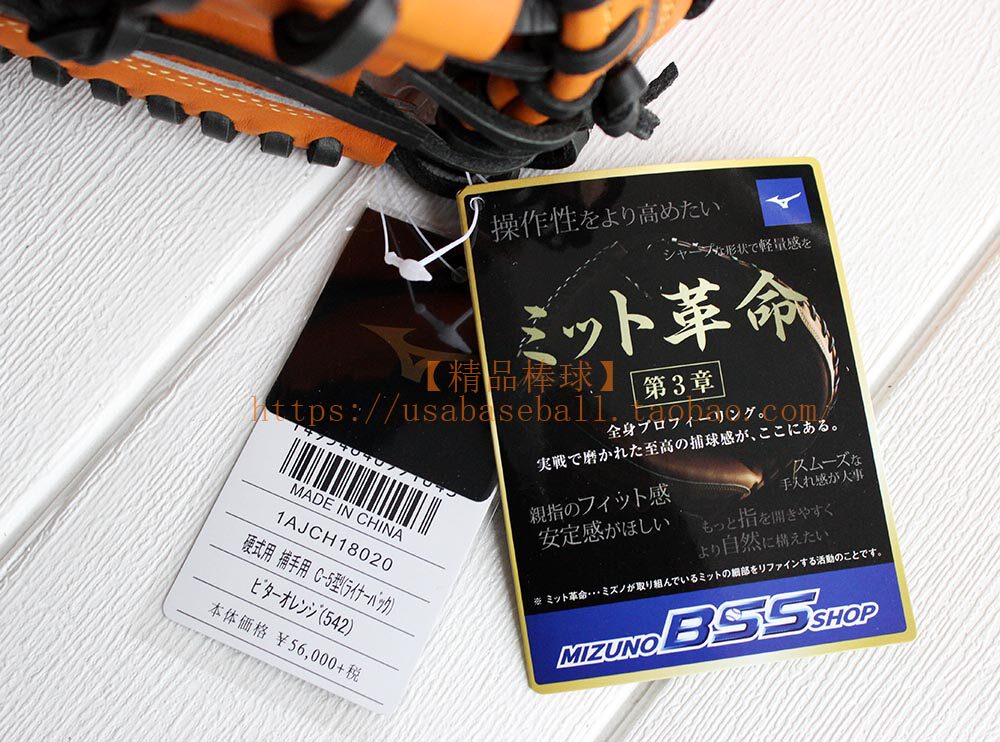 操作性をより高めたい
シャープな形状で軽量感を
ミット革命
第3章
全身プロフィーリング。
実戦で磨かれた至高の捕球感が、ここにある。
スムーズな
手入れ感が大事
親指のフィット感
安定感がほしい
もっと指を開きやすく
より自然に構えたい
※ ミット革命・・・ミズノが取り組んでいるミットの細部をリファインする活動のことです。
MIZUNO BSS SHOP
【精品棒球】
https://usabaseball.taobao.com/
MADE IN CHINA
1AJCH18020
硬式用 捕手用 C-5型(ライナーバック)
ビターオレンジ(542)
本体価格 ¥56,000+税